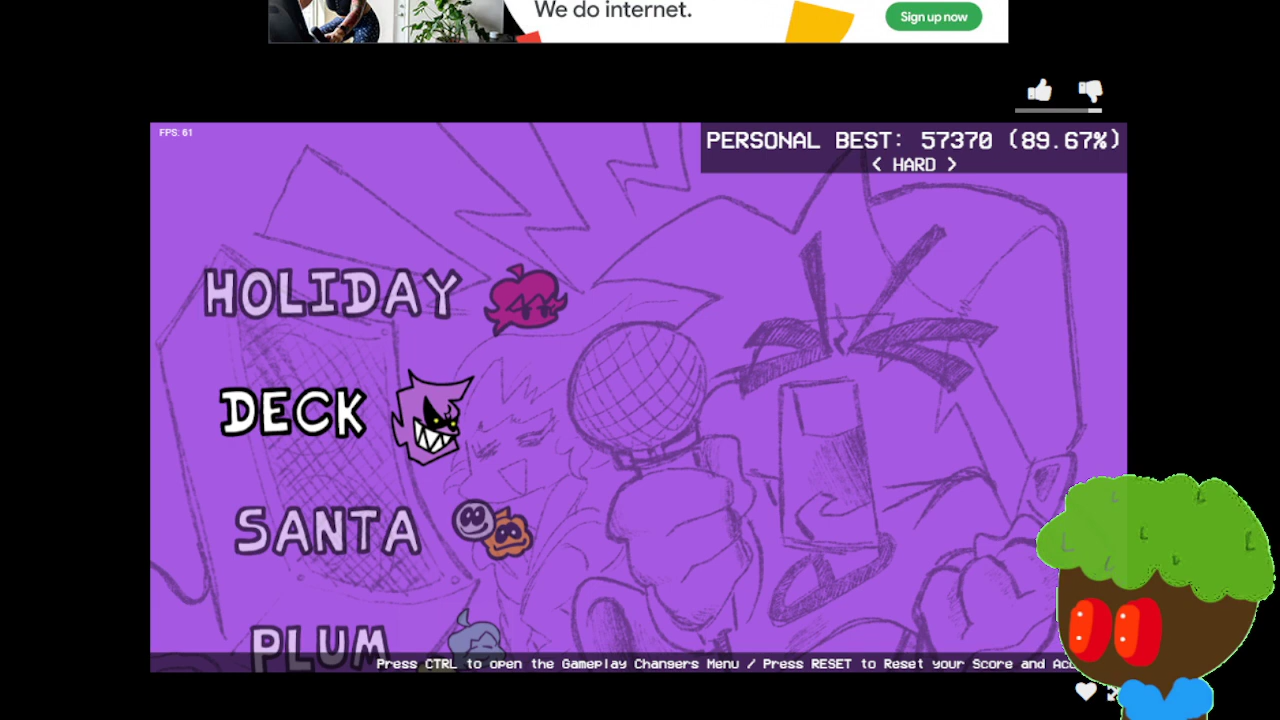 We do internet.
Sign up now
FPS: 61
PERSONAL BEST: 57370 (89.67%)
< HARD >
HOLIDAY
DECK
SANTA
PLUM
Press CTRL to open the Gameplay Changers Menu / Press RESET to Reset your Score and